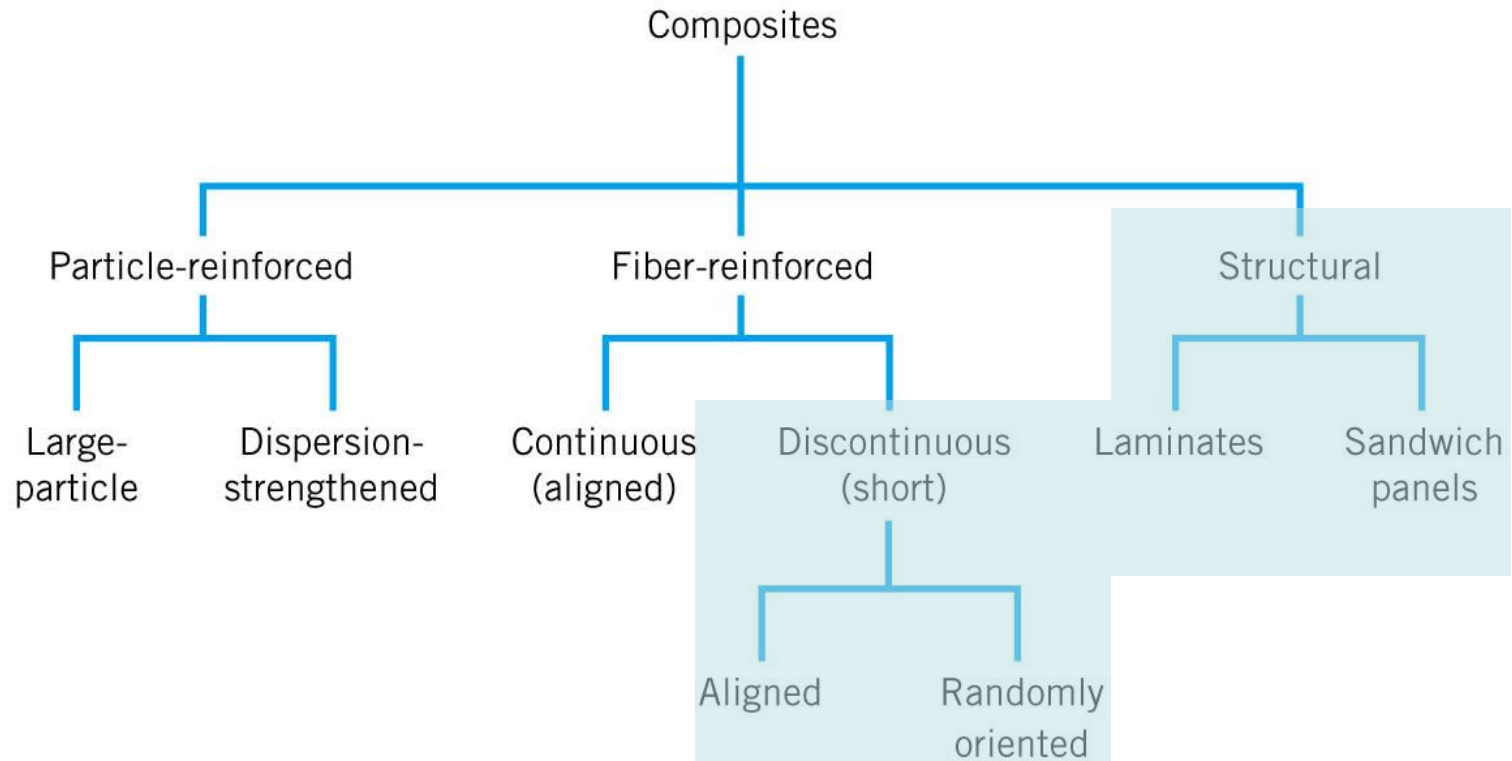 Composites
Particle-reinforced
Fiber-reinforced
Structural
Large-
particle
Dispersion-
strengthened
Continuous
(aligned)
Discontinuous
(short)
Laminates
Sandwich
panels
Aligned
Randomly
oriented